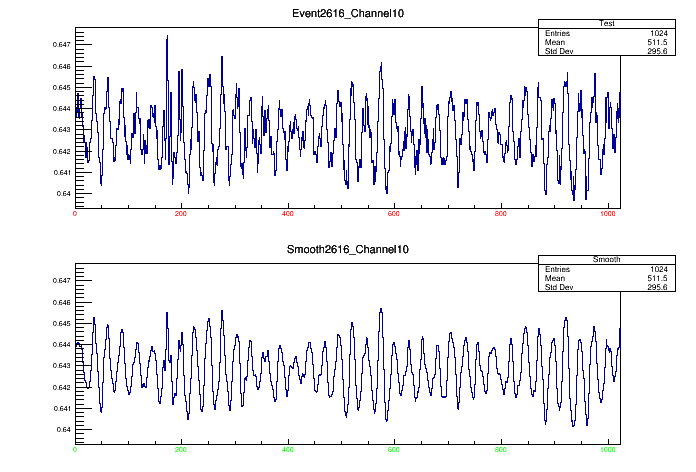 Event2616_Channel10
Test
Entries 1024
Mean 511.5
Std Dev 295.6
0.647
0.646
0.645
0.644
0.643
0.642
0.641
0.64
0 200 400 600 800 1000
Smooth2616_Channel10
Smooth
Entries 1024
Mean 511.5
Std Dev 295.6
0.647
0.646
0.645
0.644
0.643
0.642
0.641
0.64
0 200 400 600 800 1000